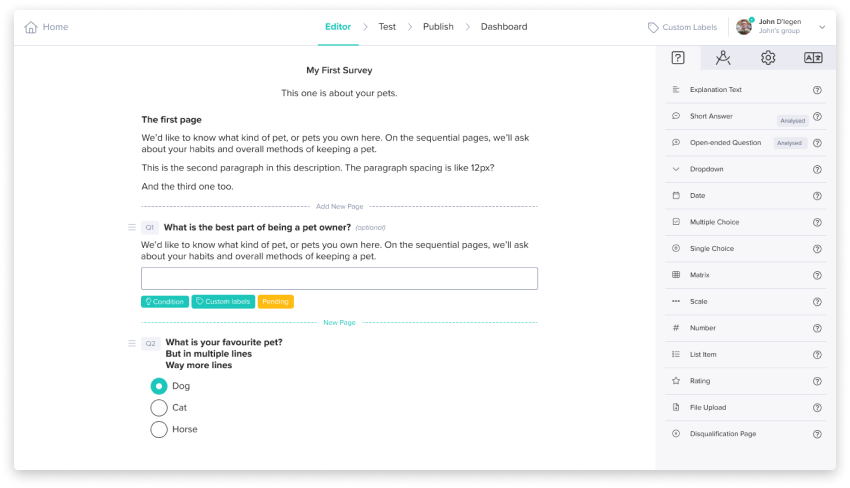 Home
Editor
Test
Publish
Dashboard
Custom Labels
John D'legen
John's group
My First Survey
This one is about your pets.
The first page
We'd like to know what kind of pet, or pets you own here. On the sequential pages, we'll ask
about your habits and overall methods of keeping a pet.
This is the second paragraph in this description. The paragraph spacing is like 12px?
And the third one too.
Add New Page
Q1 What is the best part of being a pet owner? (optional)
We'd like to know what kind of pet, or pets you own here. On the sequential pages, we'll ask
about your habits and overall methods of keeping a pet.
Condition
Custom labels
Pending
New Page
Q2 What is your favourite pet?
But in multiple lines
Way more lines
Dog
Cat
Horse
Explanation Text
Short Answer
Analysed
Open-ended Question
Analysed
Dropdown
Date
Multiple Choice
Single Choice
Matrix
Scale
Number
List Item
Rating
File Upload
Disqualification Page